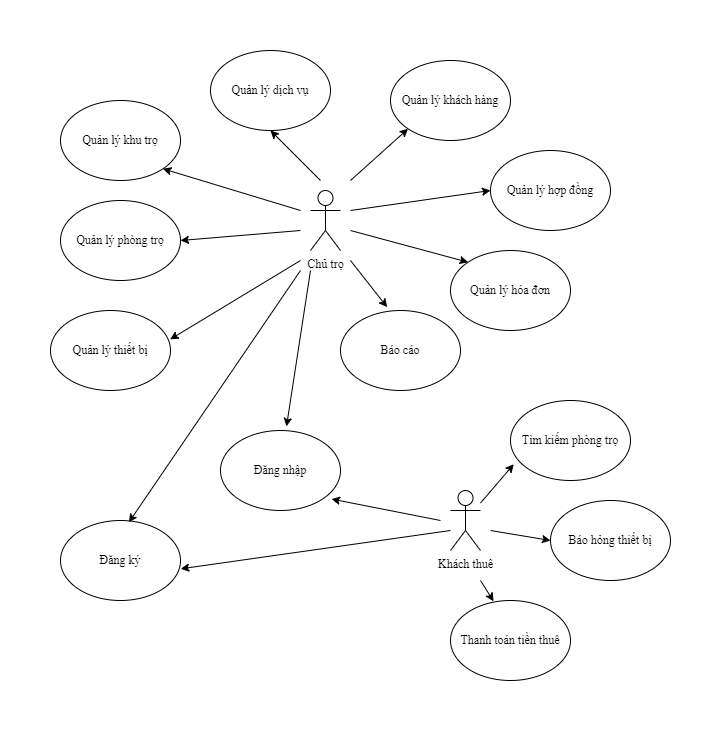 Quản lý dịch vụ
Quản lý khách hàng
Quản lý khu trọ
Quản lý hợp đồng
Quản lý phòng trọ
Chủ trọ
Quản lý hóa đơn
Quản lý thiết bị
Báo cáo
Tìm kiếm phòng trọ
Đăng nhập
Báo hỏng thiết bị
Đăng ký
Khách thuê
Thanh toán tiền thuê